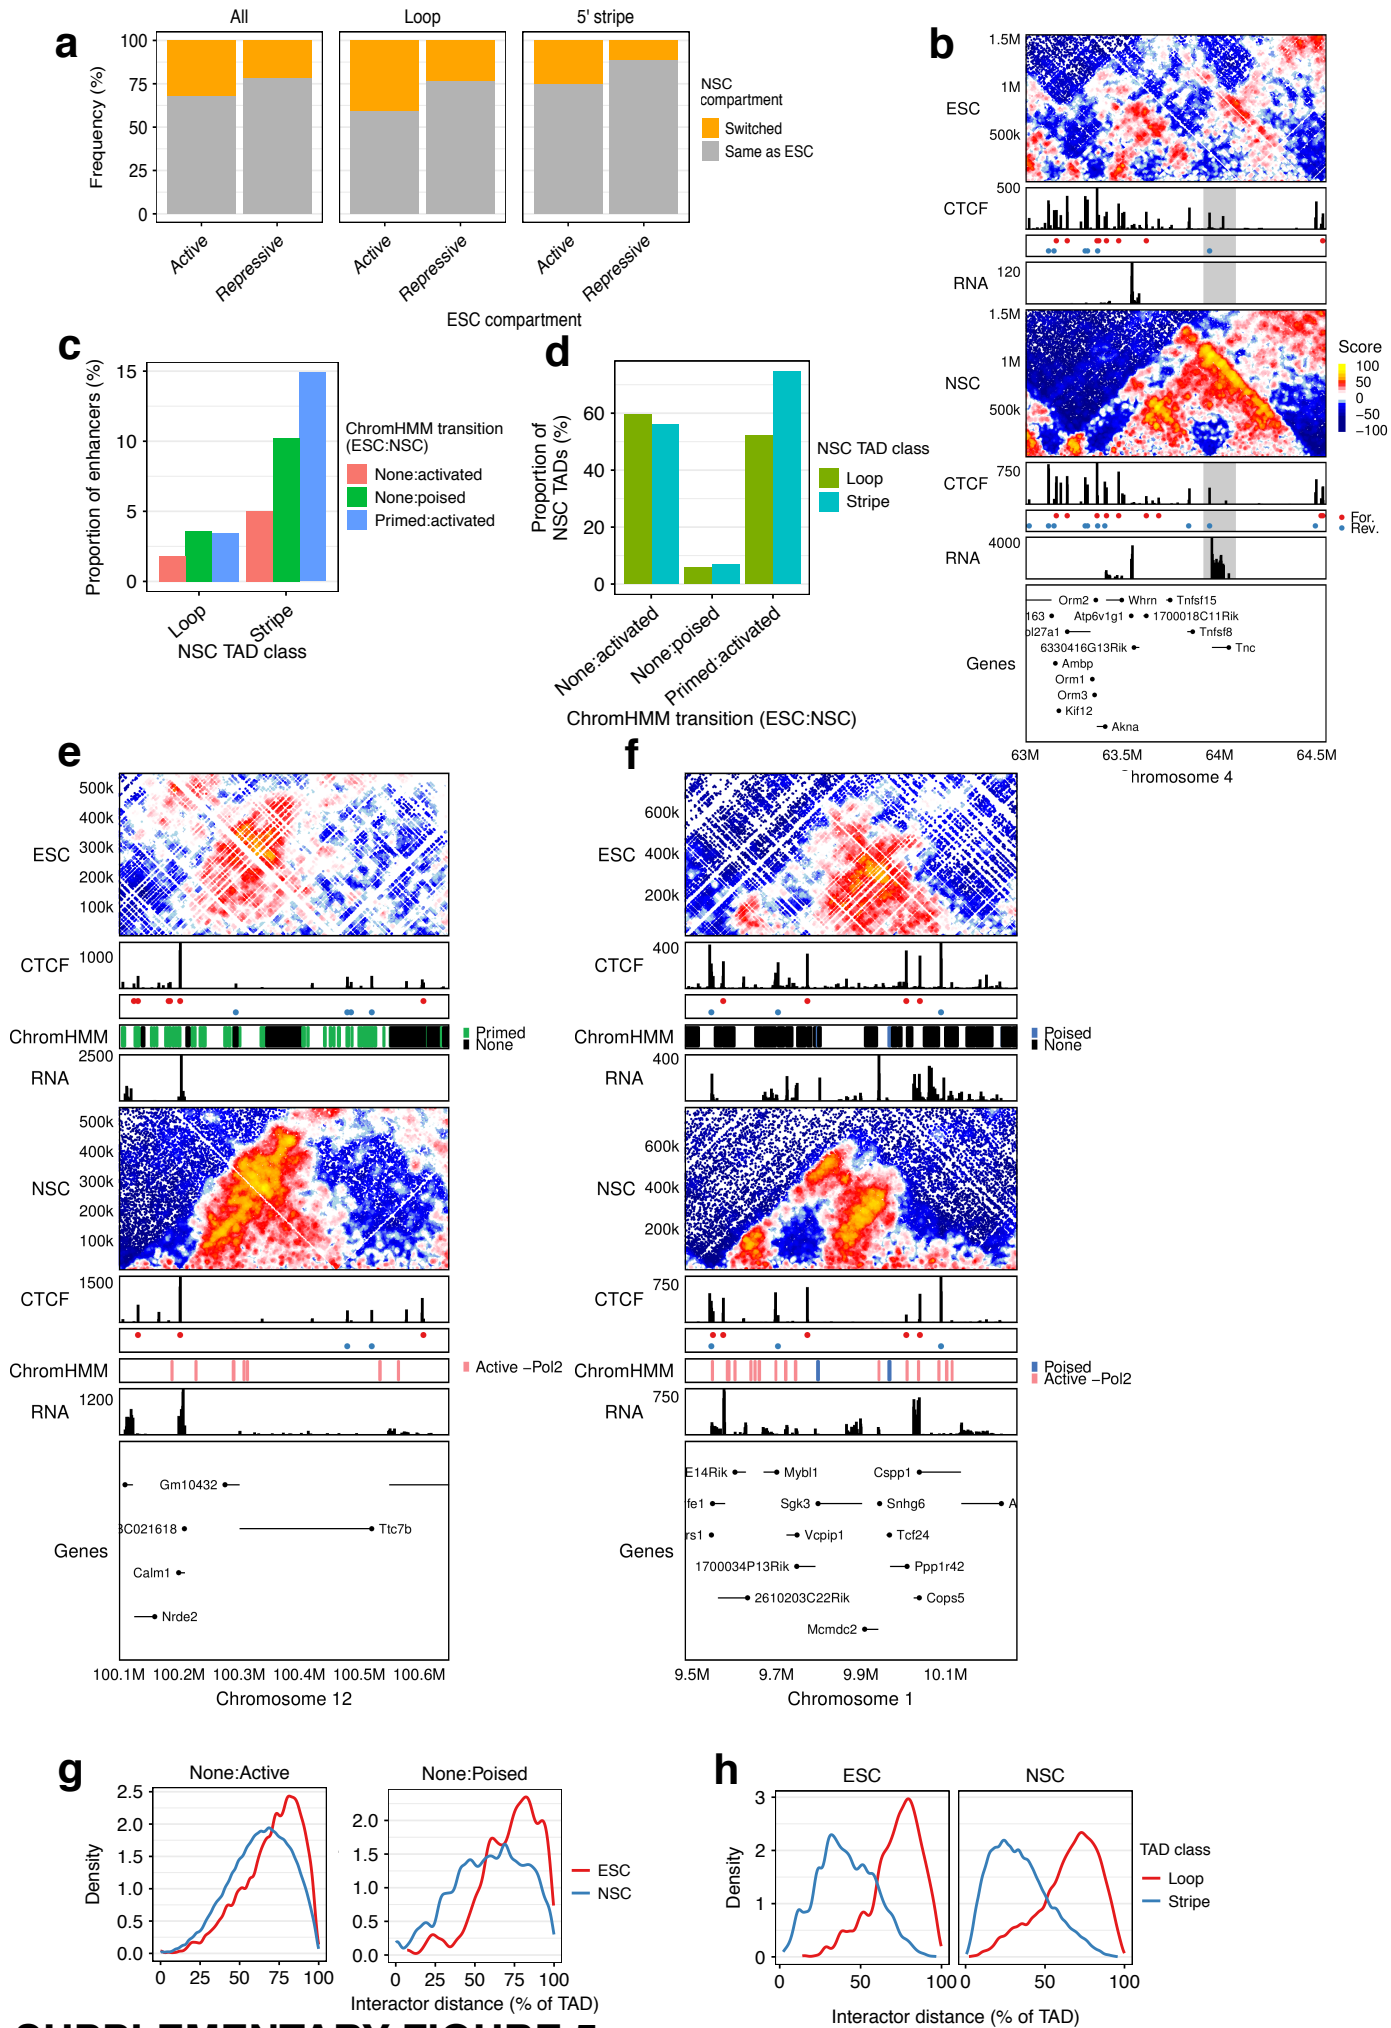 a
All
Loop
5' stripe
Frequency (%)
100
75
50
25
0
Active
Repressive
Active
Repressive
Active
Repressive
ESC compartment
NSC
compartment
Switched
Same as ESC
b
1.5M
1M
500k
ESC
500
CTCF
120
RNA
1.5M
1M
500k
NSC
750
CTCF
4000
RNA
Score
100
50
0
−50
−100
For.
Rev.
Genes
Orm2
Whrn
Tnfsf15
163
Atp6v1g1
1700018C11Rik
ol27a1
Tnfsf8
6330416G13Rik
Tnc
Ambp
Orm1
Orm3
Kif12
Akna
63M
63.5M
64M
64.5M
hromosome 4
c
Proportion of enhancers (%)
15
10
5
0
Loop
Stripe
NSC TAD class
ChromHMM transition
(ESC:NSC)
None:activated
None:poised
Primed:activated
d
Proportion of
NSC TADs (%)
60
40
20
0
None:activated
None:poised
Primed:activated
ChromHMM transition (ESC:NSC)
NSC TAD class
Loop
Stripe
e
500k
400k
300k
200k
100k
ESC
CTCF
1000
ChromHMM
Primed
None
2500
RNA
500k
400k
300k
200k
100k
NSC
1500
CTCF
ChromHMM
Active −Pol2
1200
RNA
Genes
Gm10432
3C021618
Ttc7b
Calm1
Nrde2
100.1M
100.2M
100.3M
100.4M
100.5M
100.6M
Chromosome 12
f
600k
400k
200k
ESC
400
CTCF
ChromHMM
Poised
None
400
RNA
600k
400k
200k
NSC
750
CTCF
ChromHMM
Poised
Active −Pol2
750
RNA
Genes
E14Rik
Mybl1
Cspp1
fe1
Sgk3
Snhg6
A
rs1
Vcpip1
Tcf24
1700034P13Rik
Ppp1r42
2610203C22Rik
Cops5
Mcmdc2
9.5M
9.7M
9.9M
10.1M
Chromosome 1
g
None:Active
None:Poised
Density
2.5
2.0
1.5
1.0
0.5
0.0
0
25
50
75
100
2.0
1.5
1.0
0.5
0.0
0
25
50
75
100
Interactor distance (% of TAD)
ESC
NSC
h
ESC
NSC
Density
3
2
1
0
0
50
100
0
50
100
Interactor distance (% of TAD)
TAD class
Loop
Stripe
SUPPLEMENTARY FIGURE 5